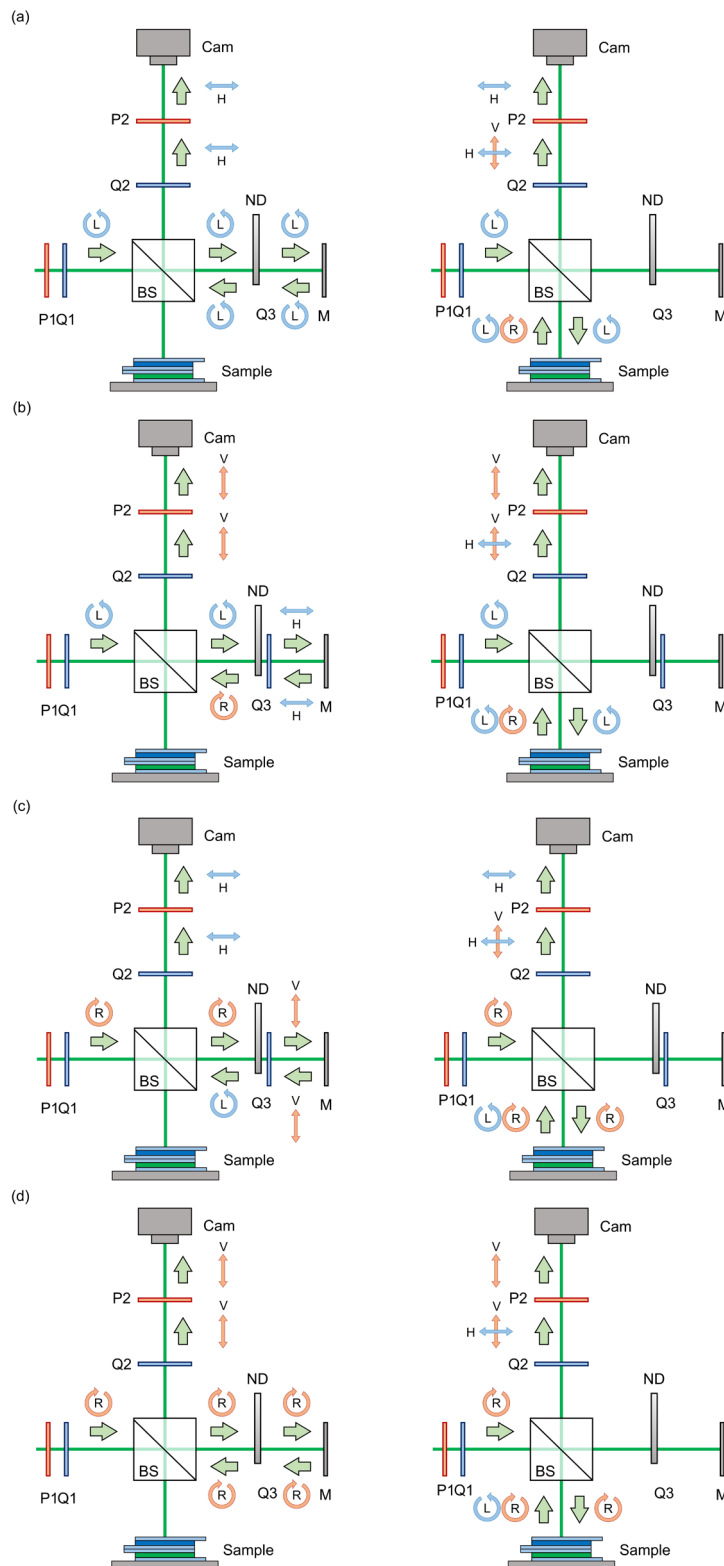 (a)
Cam Cam
H H
P2 V P2
H H
Q2 Q2
ND ND
L L L L
BS BS
P1Q1 L Q3 L M P1Q1 L R L Q3 M
Sample Sample
(b)
Cam Cam
V V
P2 V V P2
H
Q2 Q2
ND ND
L L H L
BS BS
P1Q1 R Q3 H M P1Q1 L R L Q3 M
Sample Sample
(c)
Cam Cam
H H
P2 V P2
H H
Q2 Q2
ND V ND
R R R
BS BS
P1Q1 L Q3 V M P1Q1 L R R Q3 M
Sample Sample
(d)
Cam Cam
V V
P2 V V P2
H
Q2 Q2
ND ND
R R R R
BS BS
P1Q1 R Q3 R M P1Q1 L R R Q3 M
Sample Sample